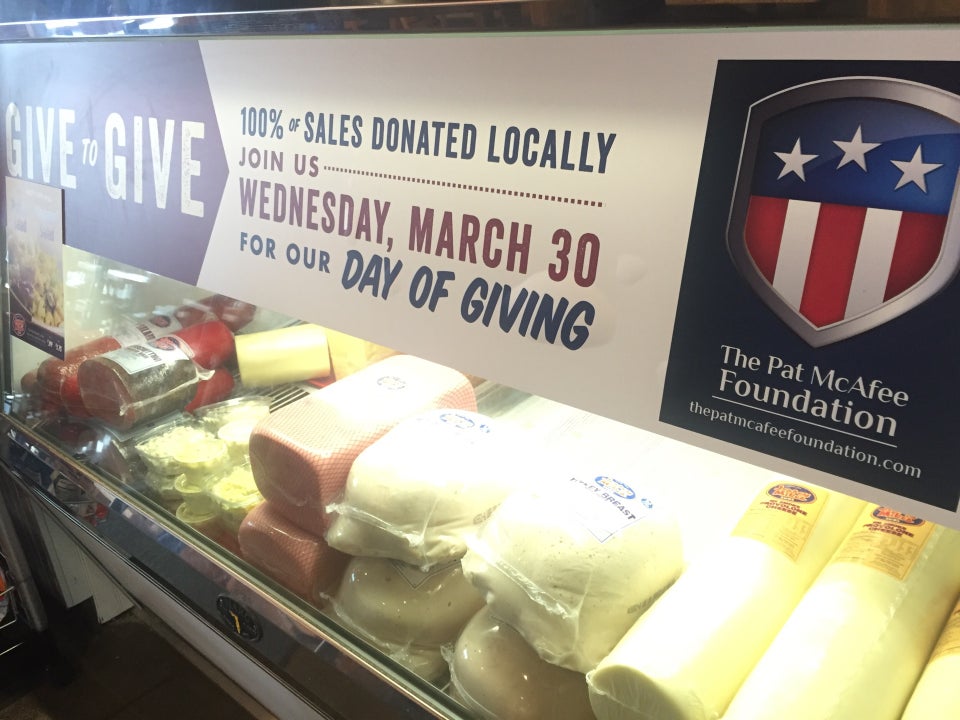 GIVE TO GIVE
100% OF SALES DONATED LOCALLY
JOIN US
WEDNESDAY, MARCH 30
FOR OUR DAY OF GIVING
The Pat McAfee
Foundation
thepatmcafeefoundation.com
BREAST